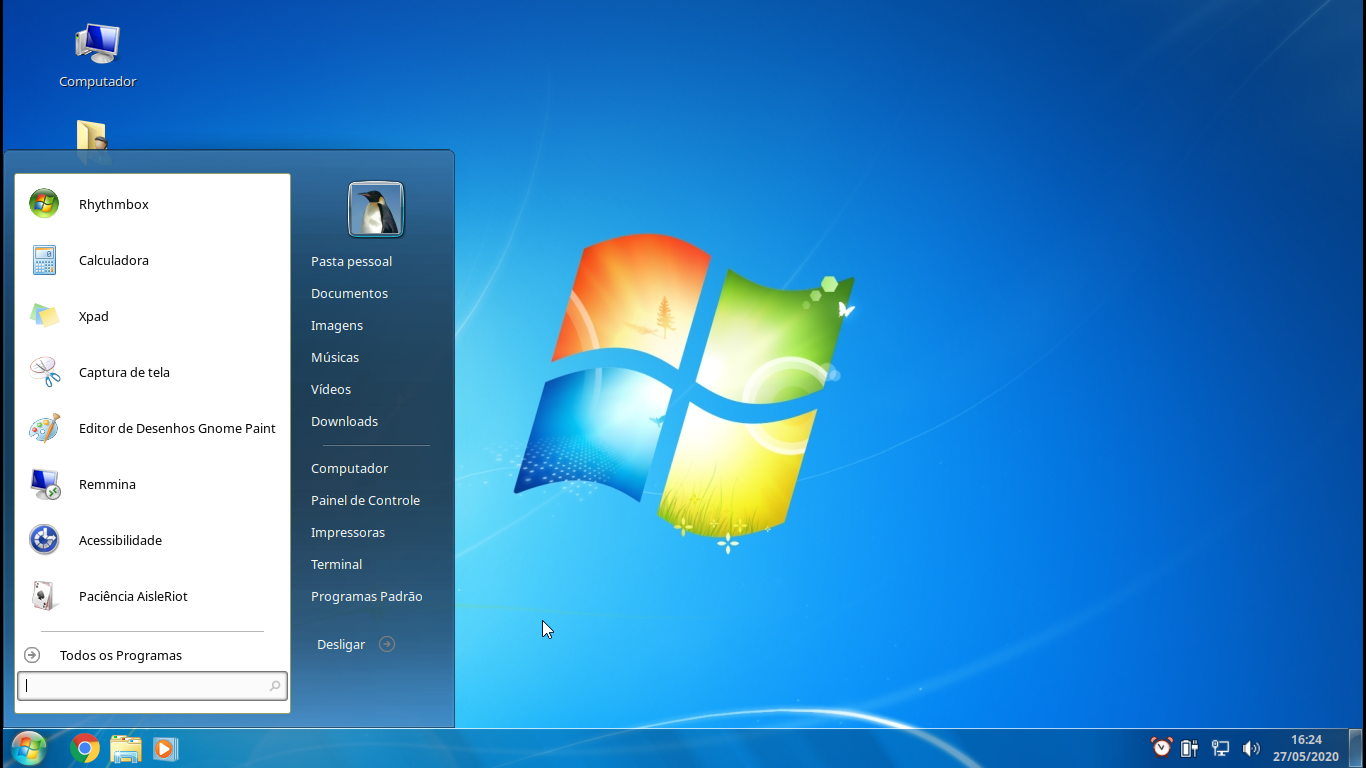 Computador
Rhythmbox
Calculadora
Xpad
Captura de tela
Editor de Desenhos Gnome Paint
Remmina
Acessibilidade
Paciência AisleRiot
Todos os Programas
Pasta pessoal
Documentos
Imagens
Músicas
Vídeos
Downloads
Computador
Painel de Controle
Impressoras
Terminal
Programas Padrão
Desligar
16:24
27/05/2020